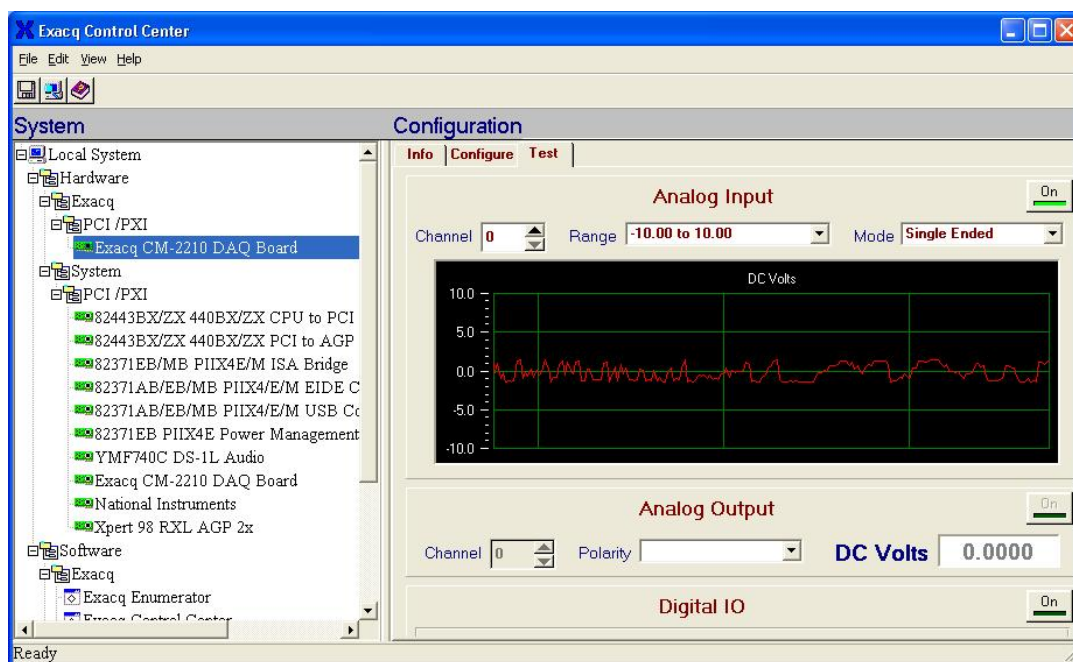 Exacq Control Center
File Edit View Help
System
Configuration
Local System
Hardware
Exacq
PCI /PXI
Exacq CM-2210 DAQ Board
System
PCI /PXI
82443BX/ZX 440BX/ZX CPU to PCI
82443BX/ZX 440BX/ZX PCI to AGP
82371EB/MB PIIX4E/M ISA Bridge
82371AB/EB/MB PIIX4/E/M EIDE C
82371AB/EB/MB PIIX4/E/M USB Co
82371EB PIIX4E Power Management
YMF740C DS-1L Audio
Exacq CM-2210 DAQ Board
National Instruments
Xpert 98 RXL AGP 2x
Software
Exacq
Exacq Enumerator
Exacq Control Center
Info Configure Test
Analog Input
On
Channel 0 Range -10.00 to 10.00 Mode Single Ended
DC Volts
10.0
5.0
0.0
-5.0
-10.0
Analog Output
On
Channel 0 Polarity DC Volts 0.0000
Digital IO
On
Ready